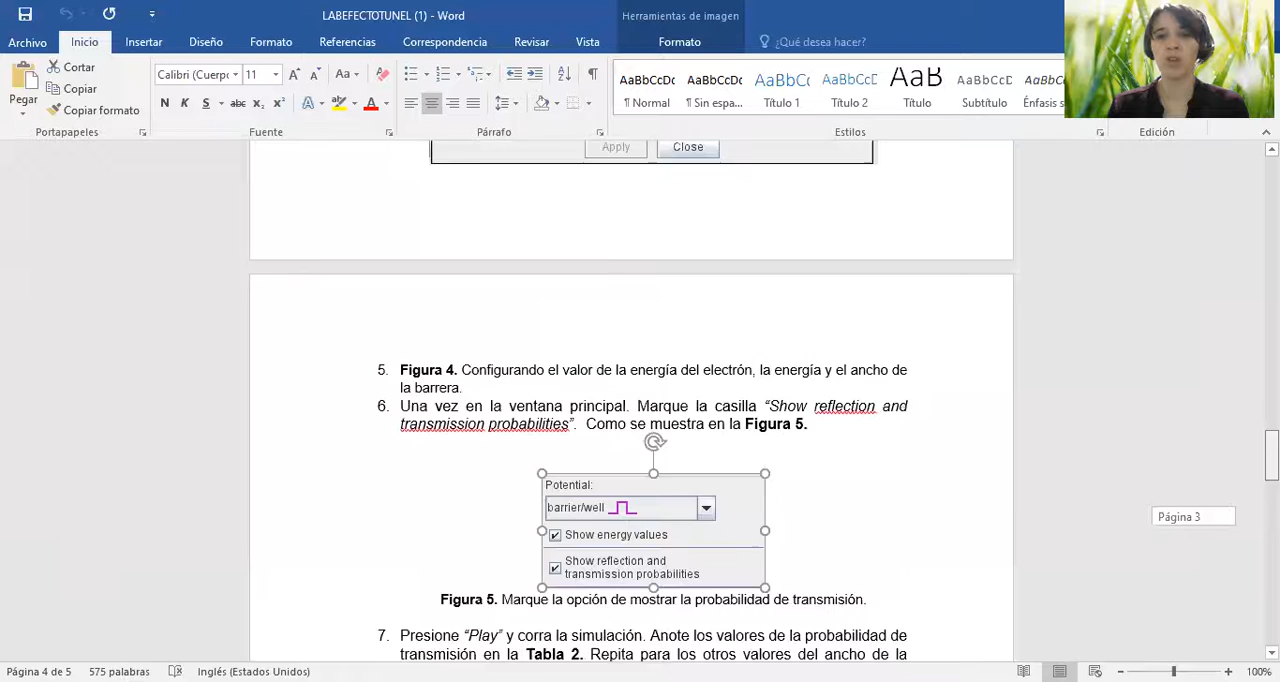 LABEFECTOTUNEL (1) - Word
Herramientas de imagen
Archivo Inicio Insertar Diseño Formato Referencias Correspondencia Revisar Vista Formato ¿Qué desea hacer?
Pegar
Cortar
Copiar
Copiar formato
Portapapeles
Calibri (Cuerpo 11
Fuente
Párrafo
AaBbCcDc AaBbCcDc AaBbC( AaBbCcD AaB AaBbCcD AaBbC
¶ Normal ¶ Sin espa... Título 1 Título 2 Título Subtítulo Énfasis s
Estilos
Edición
Apply Close
5. Figura 4. Configurando el valor de la energía del electrón, la energía y el ancho de
la barrera.
6. Una vez en la ventana principal. Marque la casilla “Show reflection and
transmission probabilities”. Como se muestra en la Figura 5.
Potential:
barrier/well
Show energy values
Show reflection and
transmission probabilities
Figura 5. Marque la opción de mostrar la probabilidad de transmisión.
7. Presione “Play” y corra la simulación. Anote los valores de la probabilidad de
transmisión en la Tabla 2. Repita para los otros valores del ancho de la
Página 3
Página 4 de 5 575 palabras Inglés (Estados Unidos) 100%